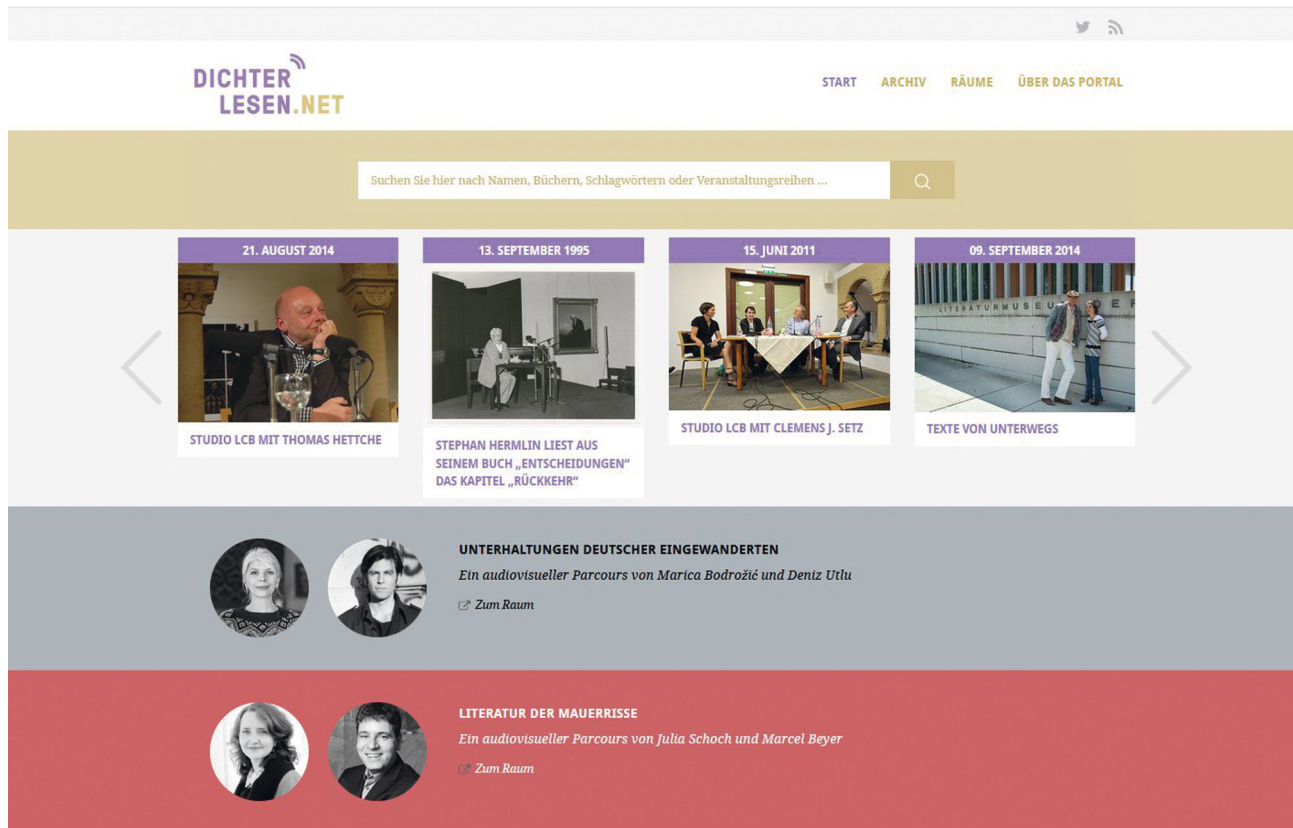 DICHTER
LESEN.NET
START ARCHIV RÄUME ÜBER DAS PORTAL
Suchen Sie hier nach Namen, Büchern, Schlagwörtern oder Veranstaltungsreihen ...
21. AUGUST 2014
STUDIO LCB MIT THOMAS HETTCHE
13. SEPTEMBER 1995
STEPHAN HERMLIN LIEST AUS
SEINEM BUCH „ENTSCHEIDUNGEN“
DAS KAPITEL „RÜCKKEHR“
15. JUNI 2011
STUDIO LCB MIT CLEMENS J. SETZ
09. SEPTEMBER 2014
LITERATURMUSEUM DER
TEXTE VON UNTERWEGS
UNTERHALTUNGEN DEUTSCHER EINGEWANDERTEN
Ein audiovisueller Parcours von Marica Bodrožić und Deniz Utlu
Zum Raum
LITERATUR DER MAUERRISSE
Ein audiovisueller Parcours von Julia Schoch und Marcel Beyer
Zum Raum